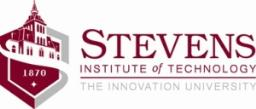 1870
STEVENS
INSTITUTE of TECHNOLOGY
THE INNOVATION UNIVERSITY